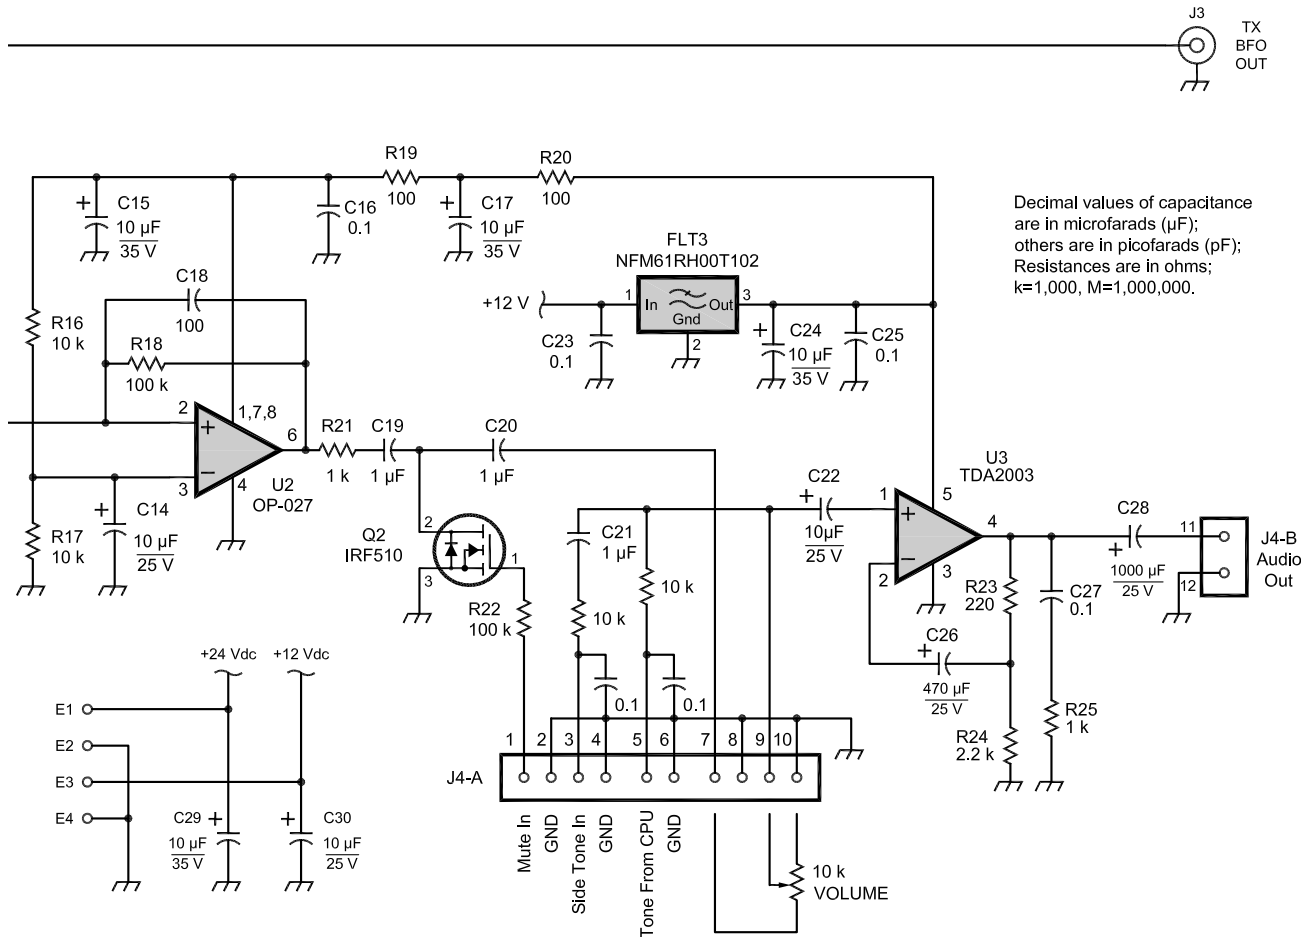 J3
TX
BFO
OUT
R19
100
R20
100
+
C15
10 µF
35 V
C16
0.1
+
C17
10 µF
35 V
Decimal values of capacitance
are in microfarads (µF);
others are in picofarads (pF);
Resistances are in ohms;
k=1,000, M=1,000,000.
FLT3
NFM61RH00T102
+12 V
1
In
Out
3
Gnd
2
C23
0.1
+
C24
10 µF
35 V
C25
0.1
C18
100
R16
10 k
R18
100 k
2
+
1,7,8
6
−
3
4
U2
OP-027
R21
1 k
C19
1 µF
C20
1 µF
R17
10 k
+
C14
10 µF
25 V
Q2
IRF510
2
1
3
R22
100 k
C21
1 µF
10 k
10 k
0.1
0.1
+
C22
10µF
25 V
U3
TDA2003
1
+
5
4
−
2
3
R23
220
C27
0.1
C28
+
1000 µF
25 V
11
12
J4-B
Audio
Out
+
C26
470 µF
25 V
R24
2.2 k
R25
1 k
+24 Vdc
+12 Vdc
E1
E2
E3
E4
C29
+
10 µF
35 V
+
C30
10 µF
25 V
1
2
3
4
5
6
7
8
9
10
J4-A
Mute In
GND
Side Tone In
GND
Tone From CPU
GND
10 k
VOLUME